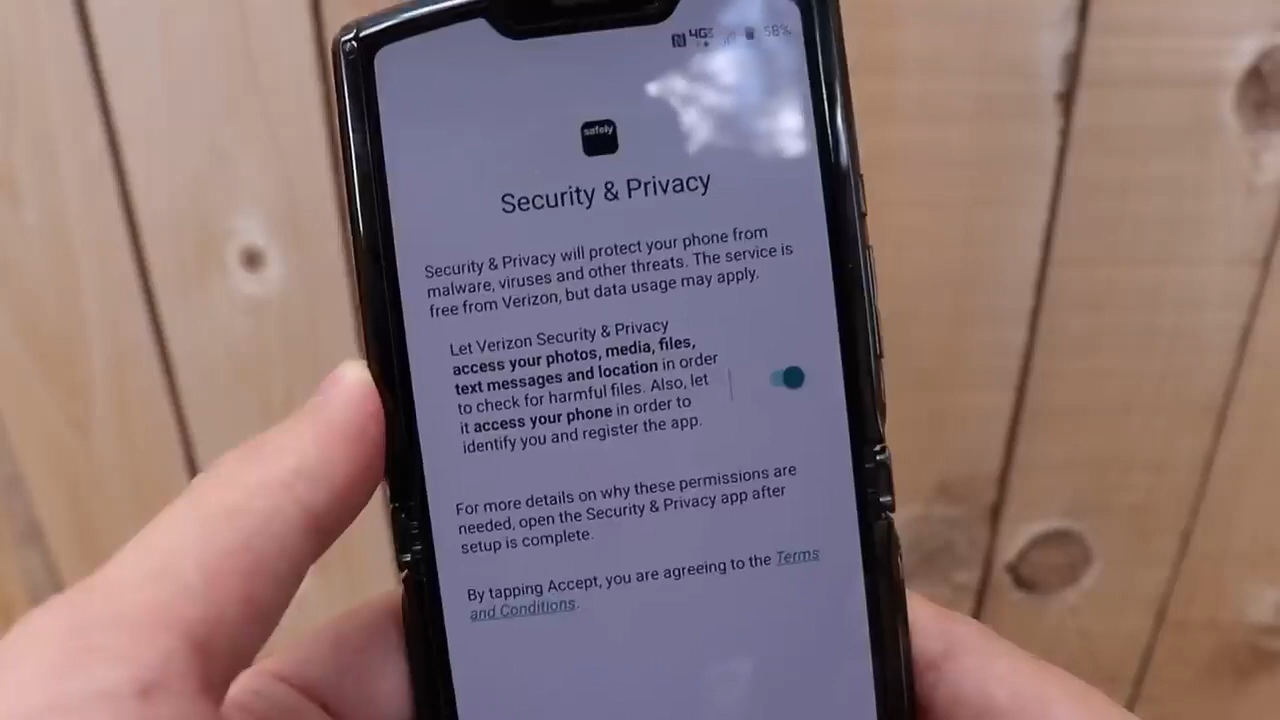 4G
58%
safely
Security & Privacy
Security & Privacy will protect your phone from
malware, viruses and other threats. The service is
free from Verizon, but data usage may apply.
Let Verizon Security & Privacy
access your photos, media, files,
text messages and location in order
to check for harmful files. Also, let
it access your phone in order to
identify you and register the app.
For more details on why these permissions are
needed, open the Security & Privacy app after
setup is complete.
By tapping Accept, you are agreeing to the Terms
and Conditions.